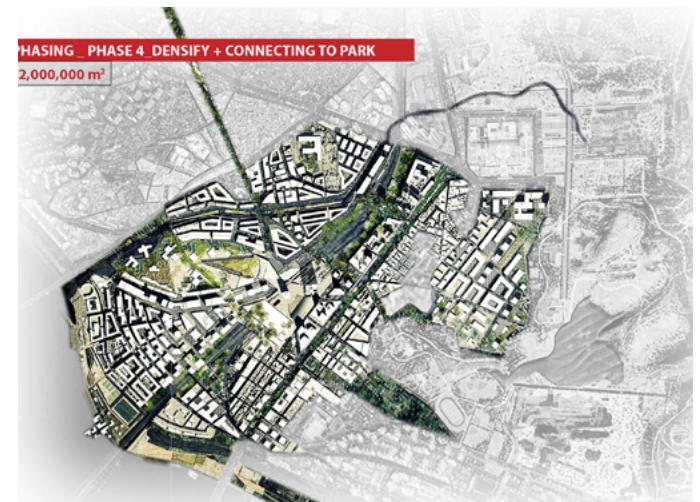 PHASING _ PHASE 4_DENSIFY + CONNECTING TO PARK
2,000,000 m²